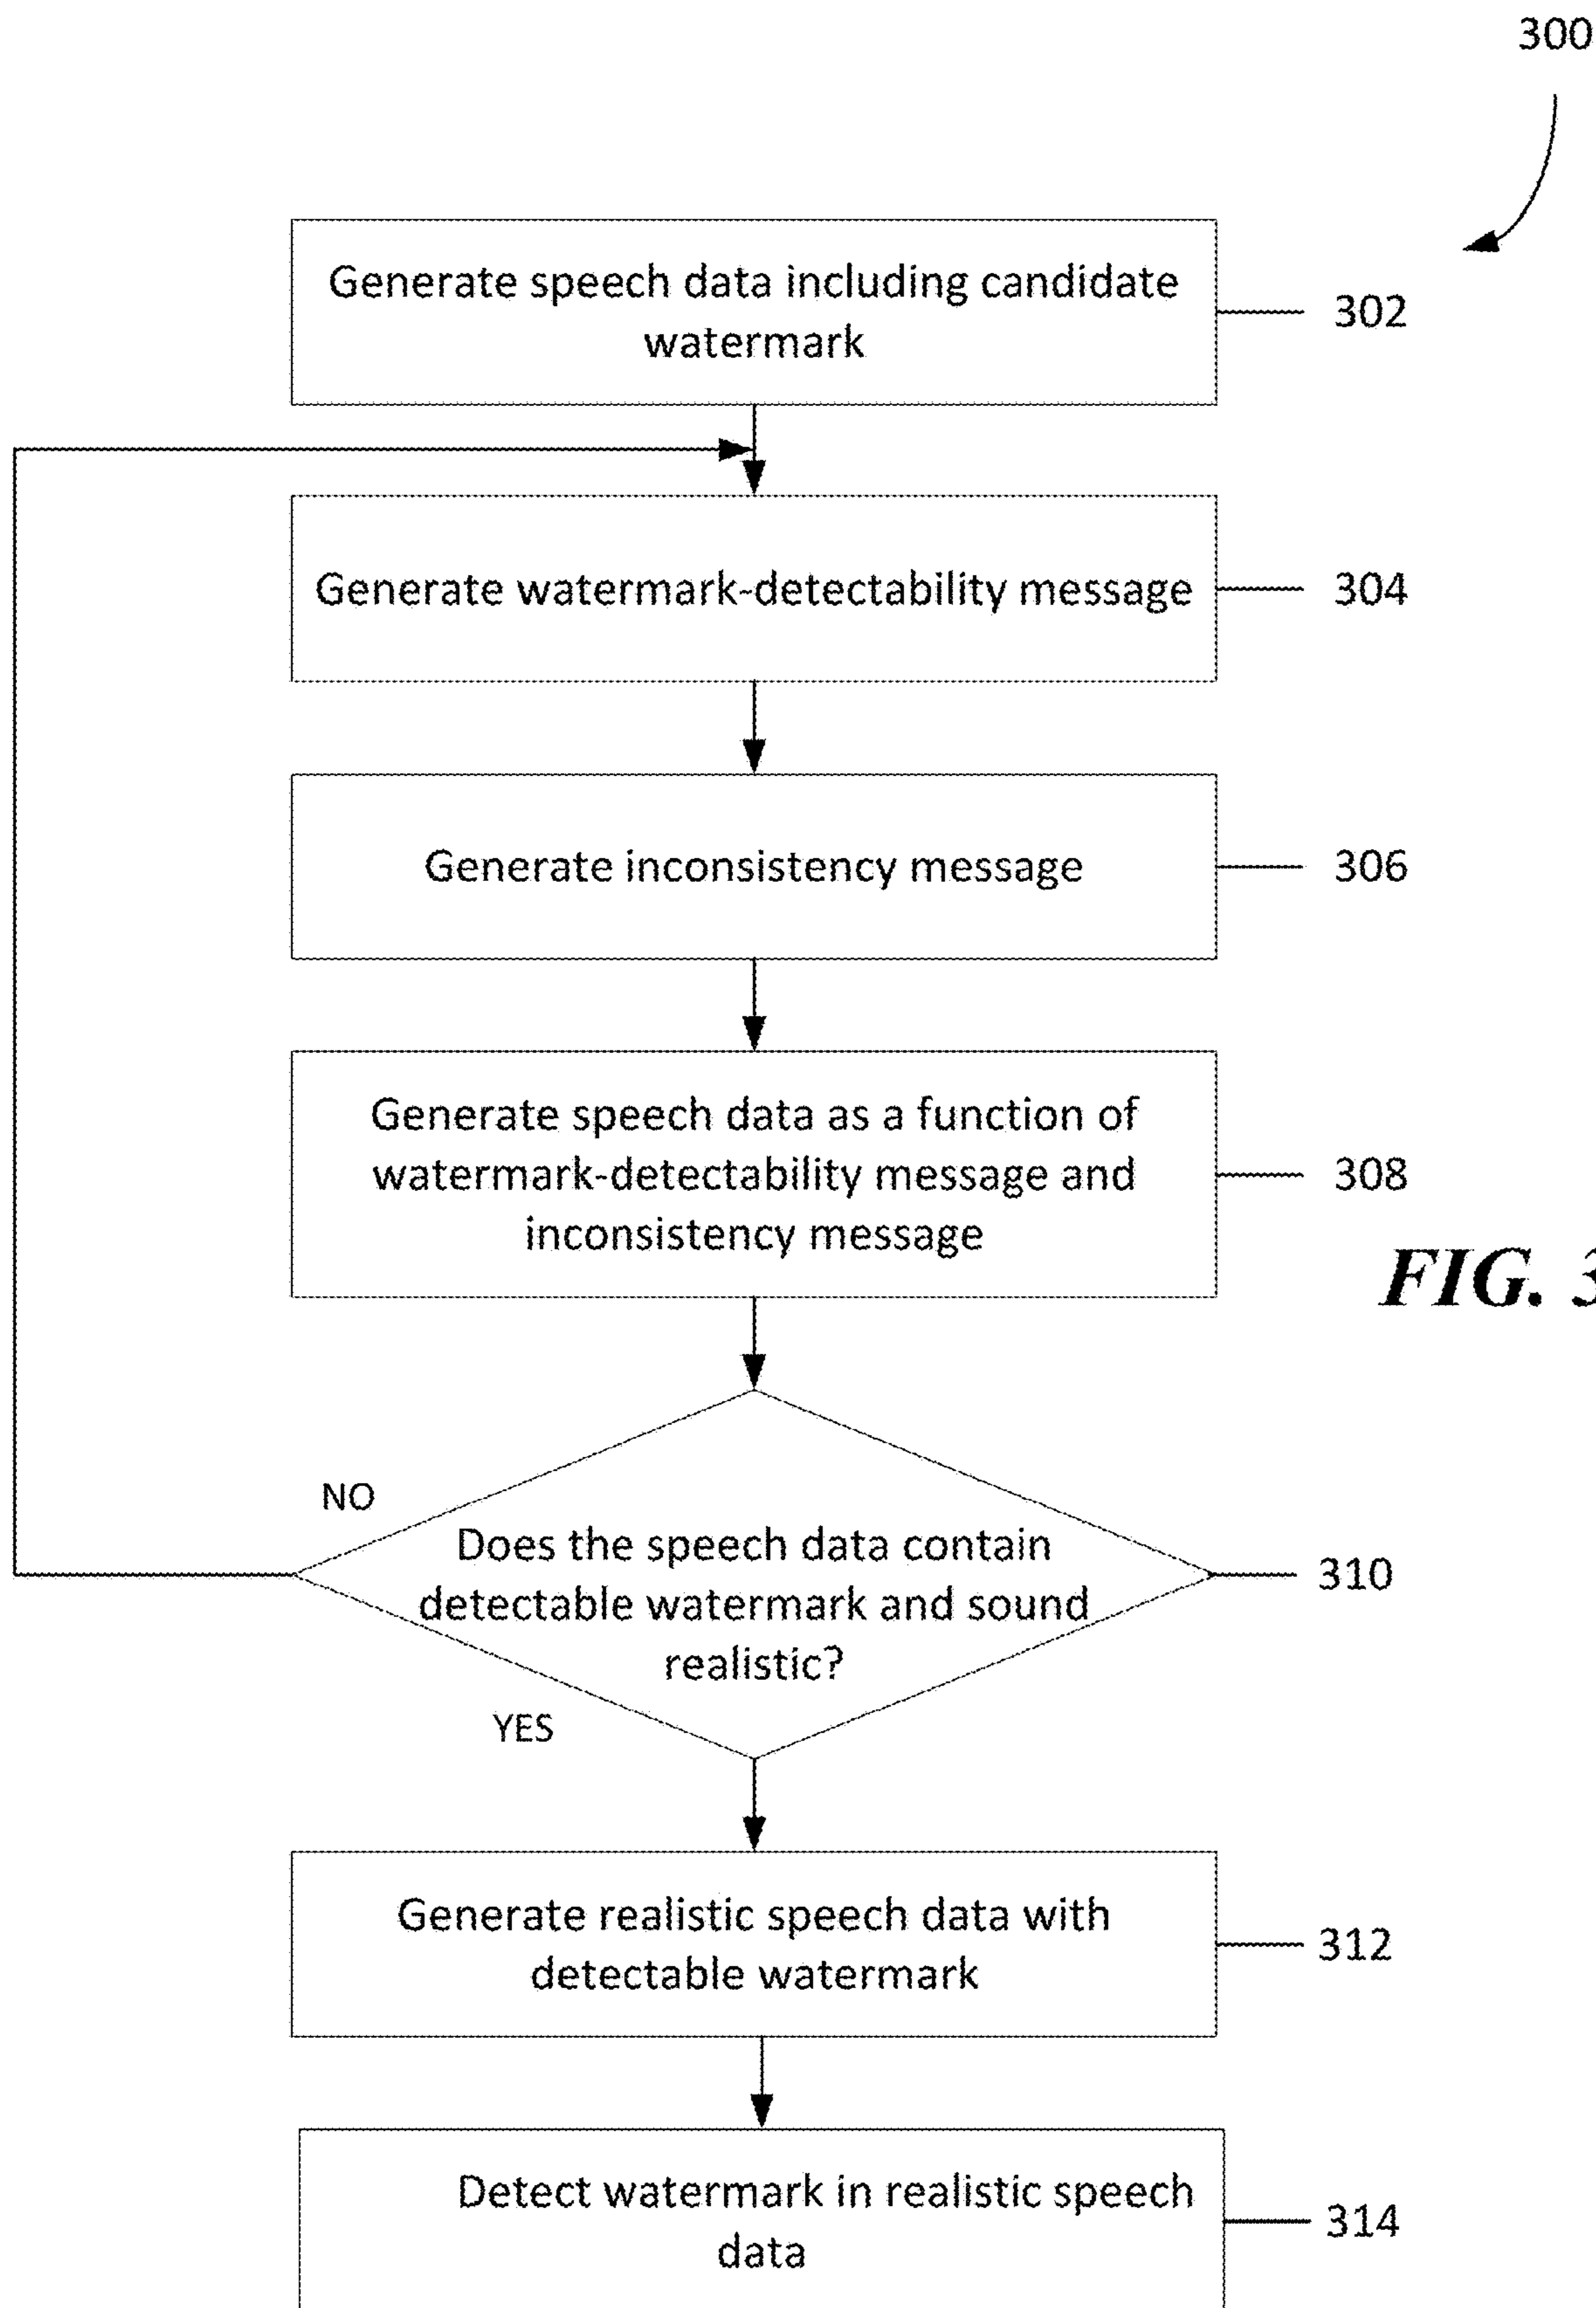 300
Generate speech data including candidate
watermark
302
Generate watermark-detectability message
304
Generate inconsistency message
306
Generate speech data as a function of
watermark-detectability message and
inconsistency message
308
FIG. 3
NO
Does the speech data contain
detectable watermark and sound
realistic?
310
YES
Generate realistic speech data with
detectable watermark
312
Detect watermark in realistic speech
data
314